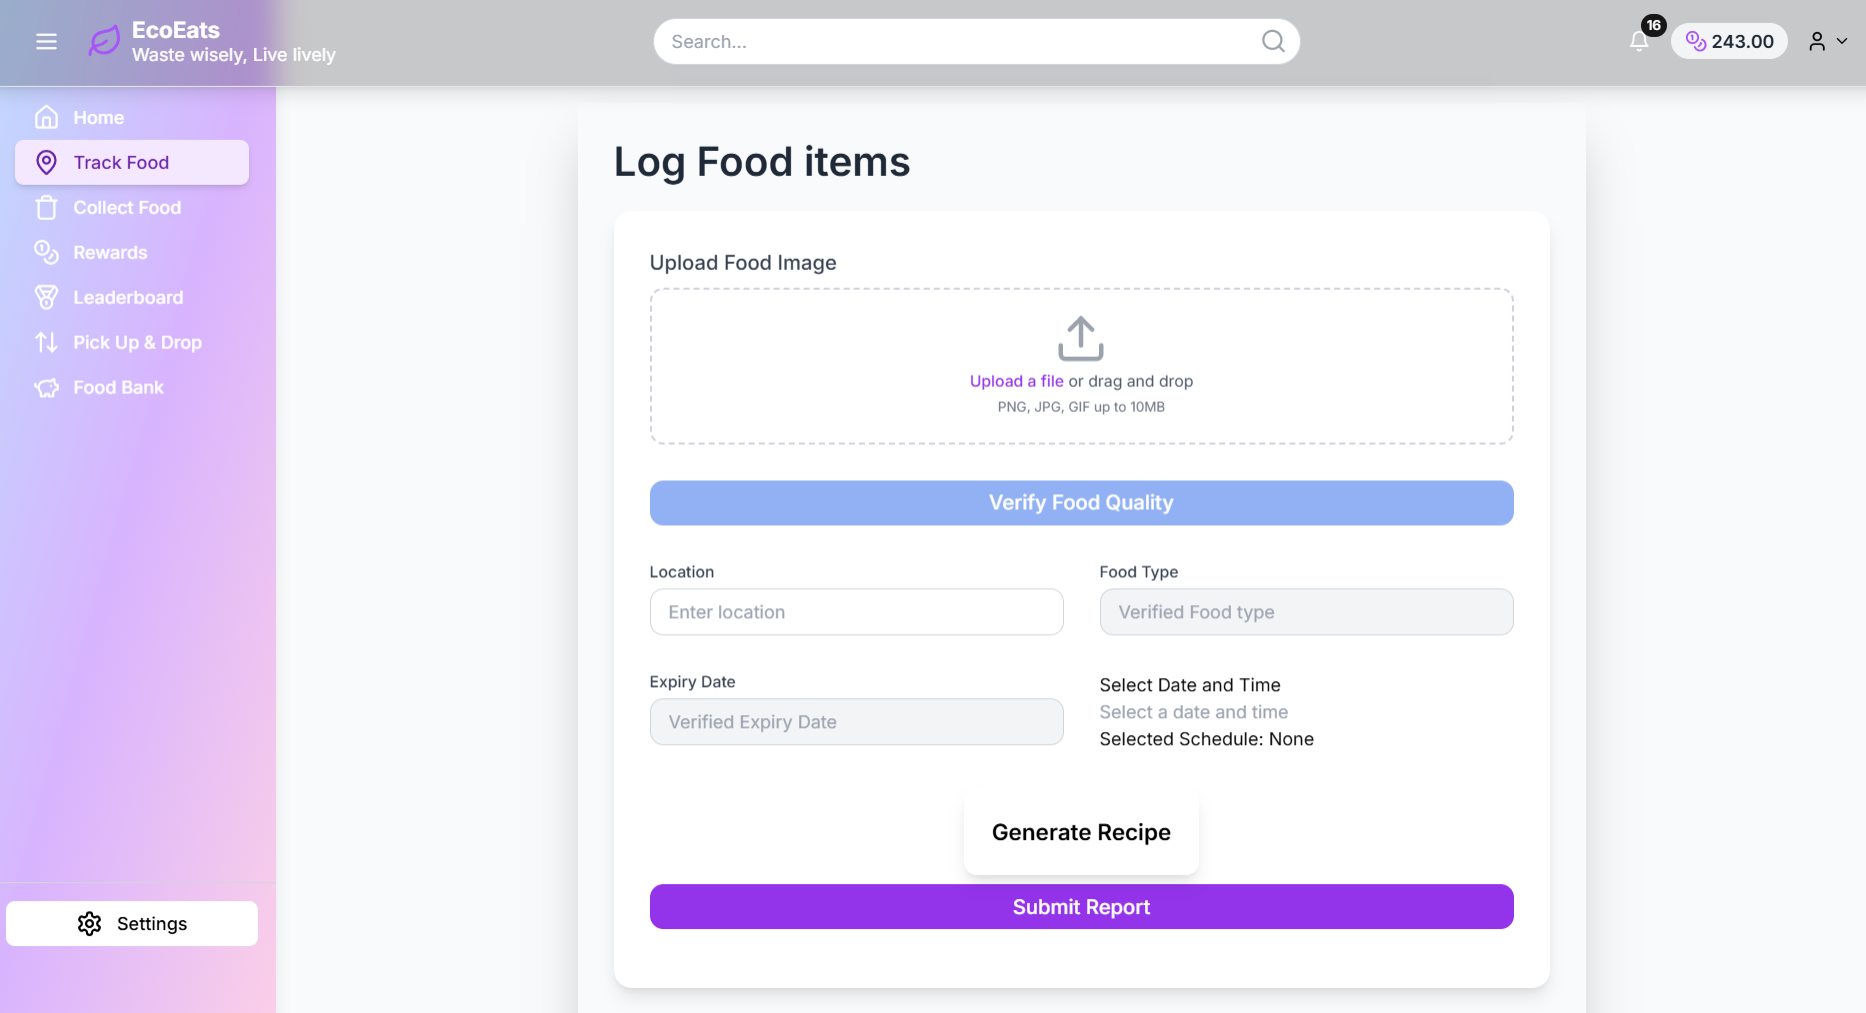 EcoEats
Waste wisely, Live lively
Search...
16
243.00
Home
Track Food
Collect Food
Rewards
Leaderboard
Pick Up & Drop
Food Bank
Settings
Log Food items
Upload Food Image
Upload a file or drag and drop
PNG, JPG, GIF up to 10MB
Verify Food Quality
Location
Enter location
Food Type
Verified Food type
Expiry Date
Verified Expiry Date
Select Date and Time
Select a date and time
Selected Schedule: None
Generate Recipe
Submit Report